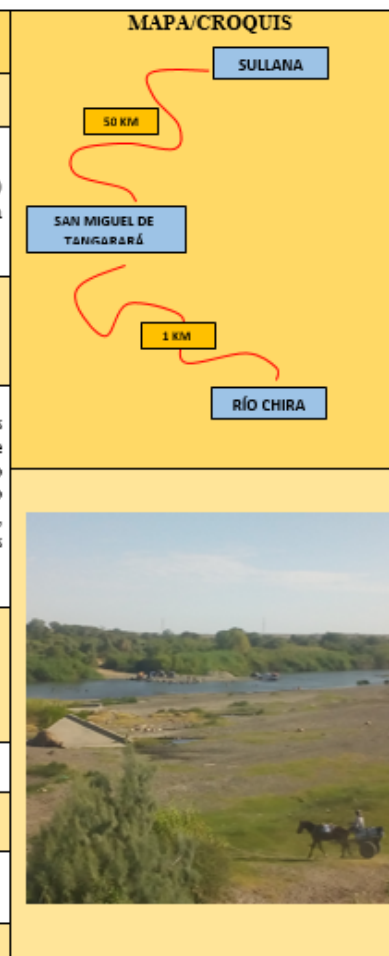 MAPA/CROQUIS
SULLANA
50 KM
SAN MIGUEL DE
TANGARARÁ
1 KM
RÍO CHIRA